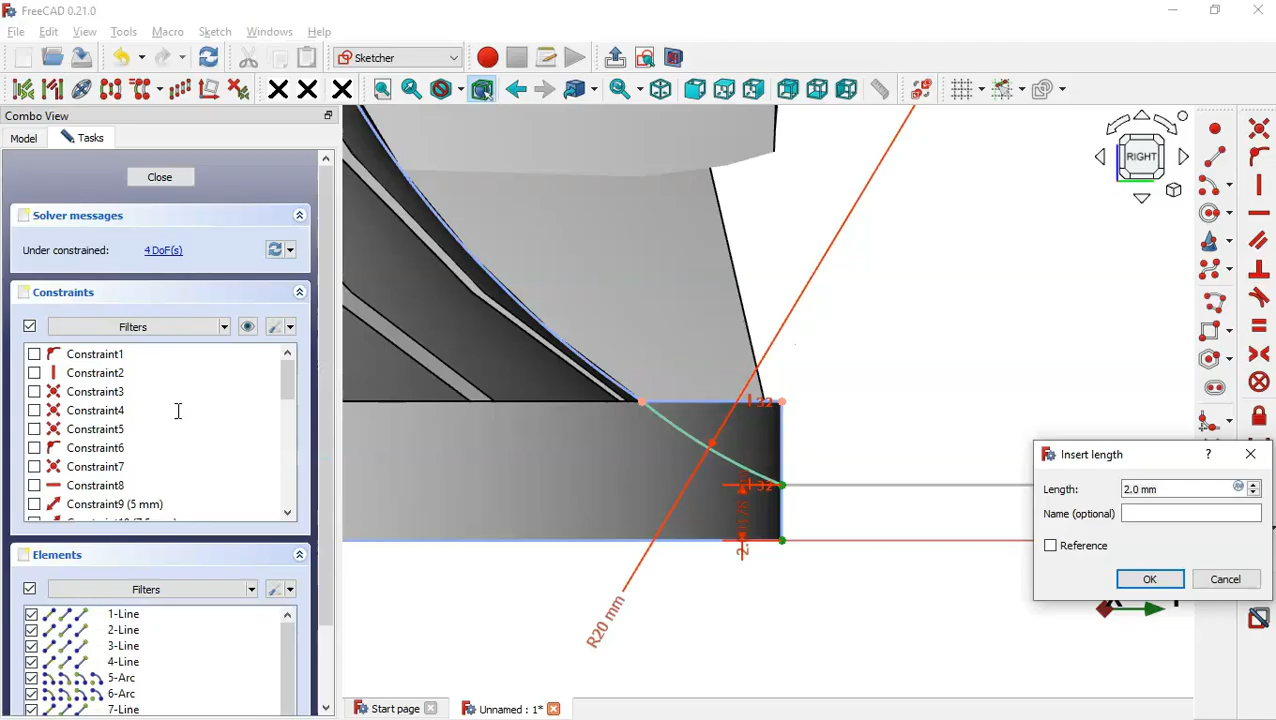 FreeCAD 0.21.0
File Edit View Tools Macro Sketch Windows Help
Sketcher
Combo View
Model Tasks
Close
Solver messages
Under constrained: 4 DoF(s)
Constraints
Filters
Constraint1
Constraint2
Constraint3
Constraint4
Constraint5
Constraint6
Constraint7
Constraint8
Constraint9 (5 mm)
Elements
Filters
1-Line
2-Line
3-Line
4-Line
5-Arc
6-Arc
7-Line
RIGHT
32
32
R20 mm
Insert length
Length: 2.0 mm
Name (optional)
Reference
OK Cancel
Start page Unnamed : 1*